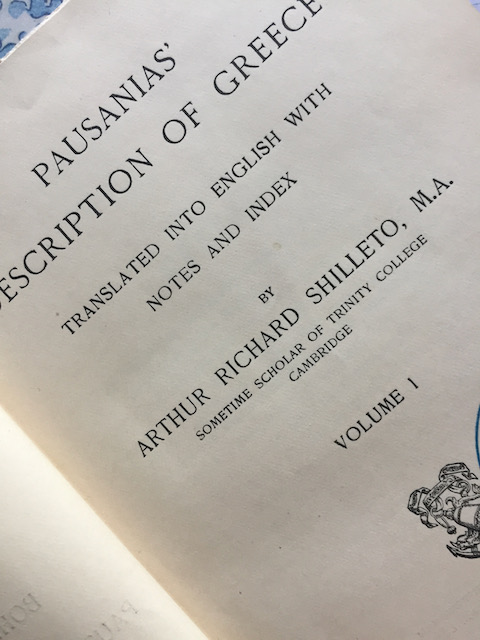 PAUSANIAS'
DESCRIPTION OF GREECE
TRANSLATED INTO ENGLISH WITH
NOTES AND INDEX
BY
ARTHUR RICHARD SHILLETO, M.A.
SOMETIME SCHOLAR OF TRINITY COLLEGE
CAMBRIDGE
VOLUME I